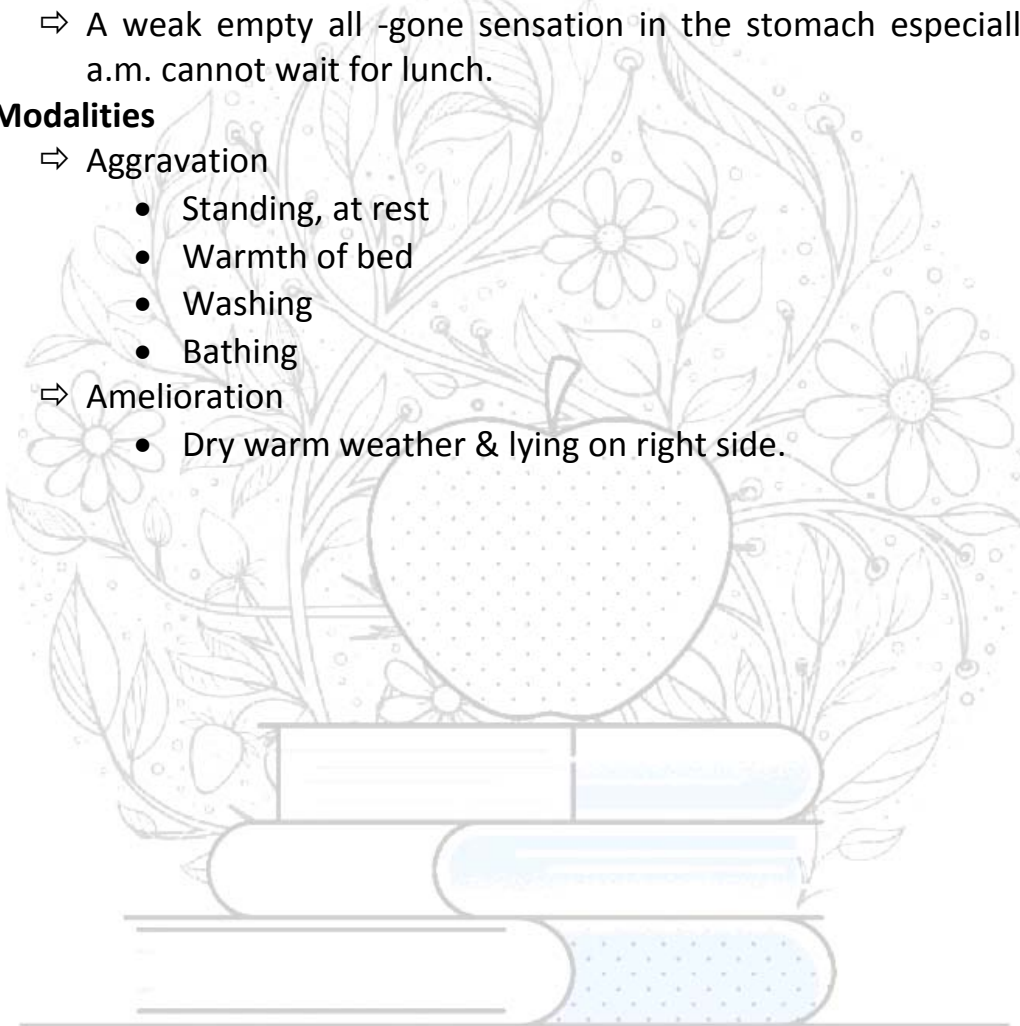 ⇨ A weak empty all -gone sensation in the stomach especiall
a.m. cannot wait for lunch.
Modalities
⇨ Aggravation
• Standing, at rest
• Warmth of bed
• Washing
• Bathing
⇨ Amelioration
• Dry warm weather & lying on right side.